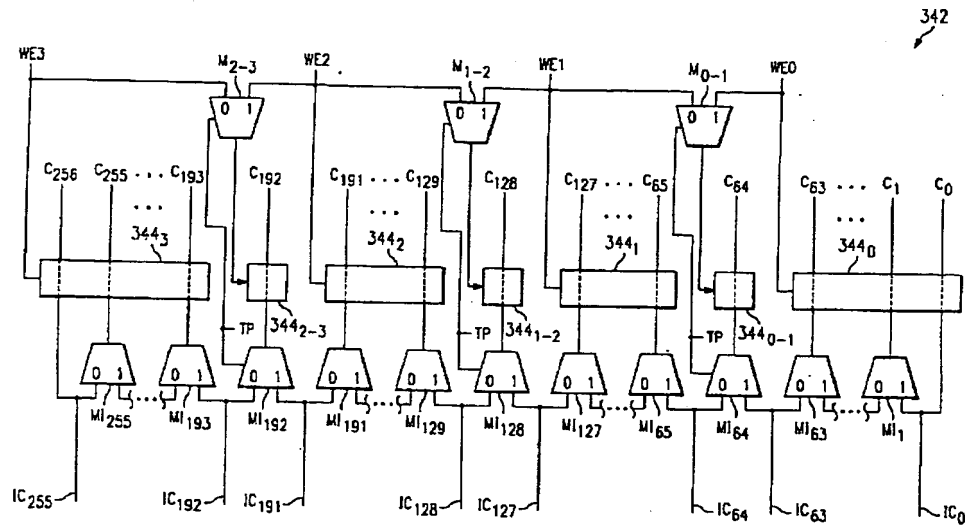 342
WE3 M2-3 WE2 M1-2 WE1 M0-1 WE0
0 1 0 1 0 1
C256 C255 ... C193 C192 C191 ... C129 C128 C127 ... C65 C64 C63 ... C1 C0
... ... ... ...
3443 3442 3441 3440
TP 3442-3 TP 3441-2 TP 3440-1
0 1 0 1 0 1 0 1 0 1 0 1 0 1 0 1 0 1 0 1 0 1
... ... ... ...
MI255 MI193 MI192 MI191 MI129 MI128 MI127 MI65 MI64 MI63 MI1
IC255 IC192 IC191 IC128 IC127 IC64 IC63 IC0